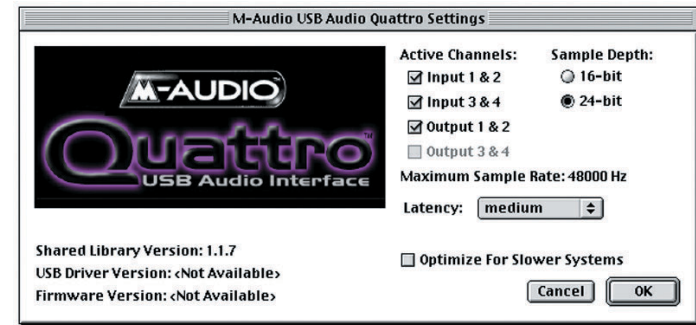 M-Audio USB Audio Quattro Settings
M-AUDIO
Quattro™
USB Audio Interface
Active Channels:
Input 1 & 2
Input 3 & 4
Output 1 & 2
Output 3 & 4
Sample Depth:
16-bit
24-bit
Maximum Sample Rate: 48000 Hz
Latency: medium
Shared Library Version: 1.1.7
USB Driver Version: <Not Available>
Firmware Version: <Not Available>
Optimize For Slower Systems
Cancel OK